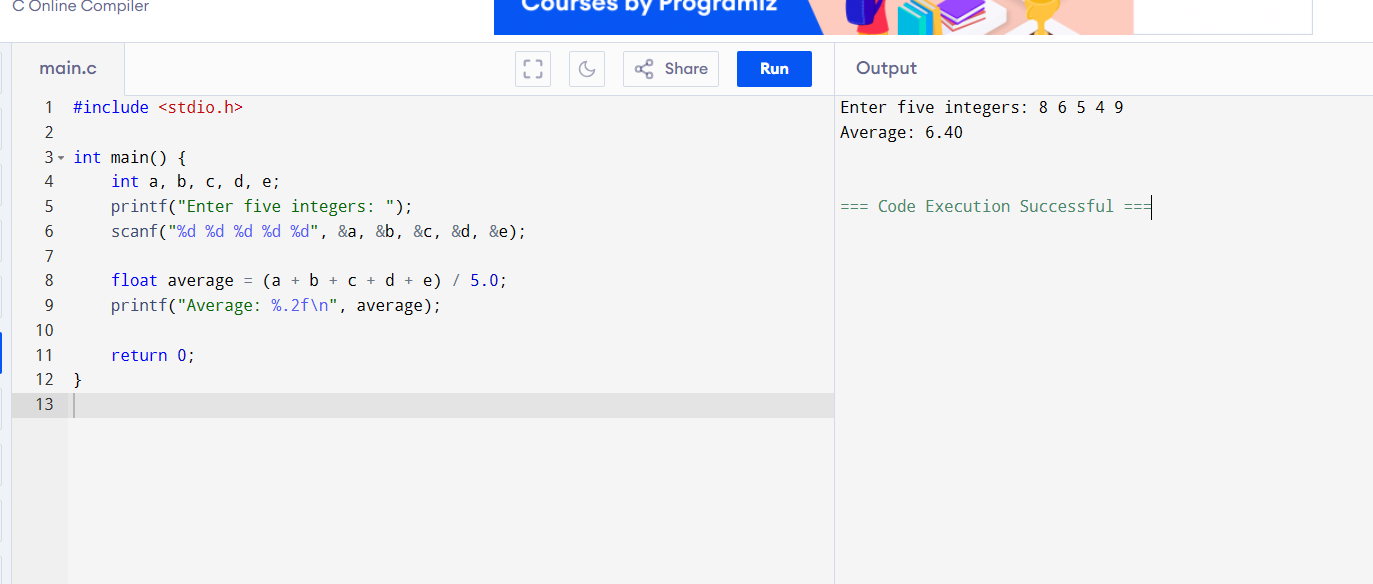 C Online Compiler
Courses by Programiz
main.c
Share
Run
Output
1 #include <stdio.h>
2
3 int main() {
4     int a, b, c, d, e;
5     printf("Enter five integers: ");
6     scanf("%d %d %d %d %d", &a, &b, &c, &d, &e);
7
8     float average = (a + b + c + d + e) / 5.0;
9     printf("Average: %.2f\n", average);
10
11     return 0;
12 }
13
Enter five integers: 8 6 5 4 9
Average: 6.40
=== Code Execution Successful ===